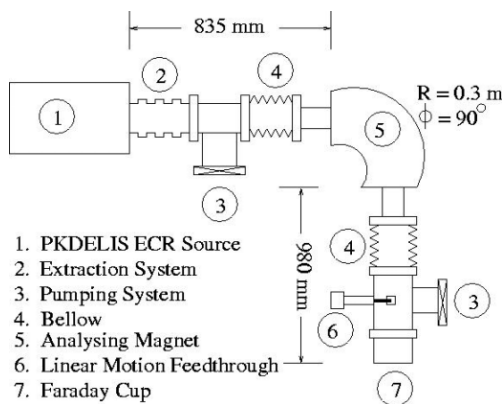 835 mm
2
4
R = 0.3 m
ϕ = 90°
1
5
3
980 mm
4
3
6
7
1. PKDELIS ECR Source
2. Extraction System
3. Pumping System
4. Bellow
5. Analysing Magnet
6. Linear Motion Feedthrough
7. Faraday Cup